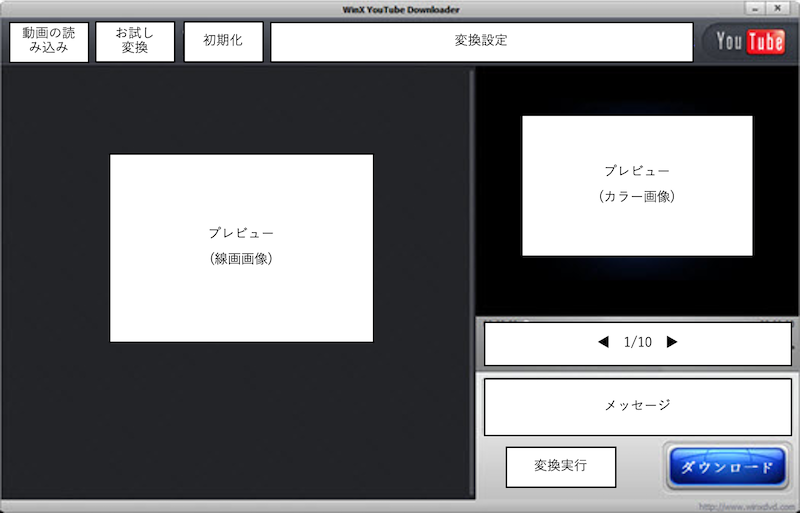 WinX YouTube Downloader
動画の読
み込み
お試し
変換
初期化
変換設定
YouTube
プレビュー
(線画画像)
プレビュー
(カラー画像)
◀ 1/10 ▶
メッセージ
変換実行
ダウンロード
http://www.winxdvd.com